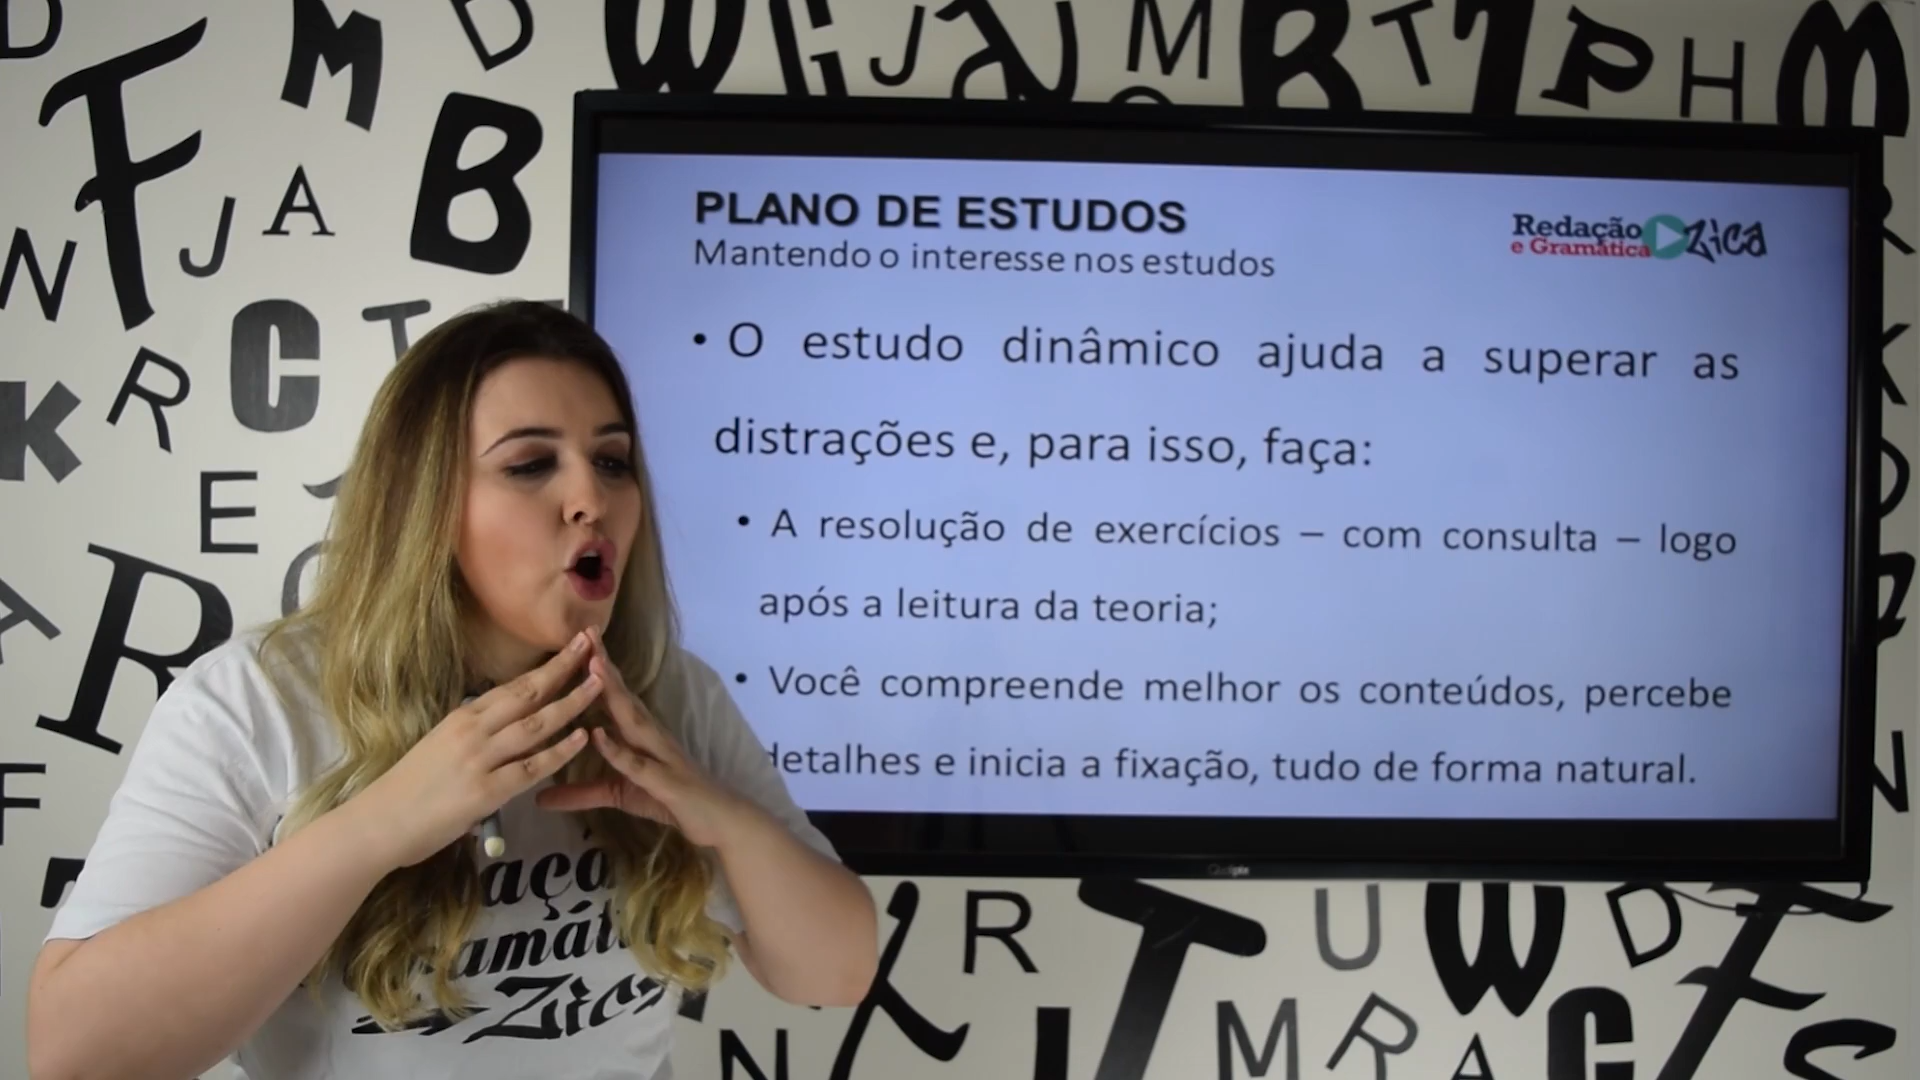 PLANO DE ESTUDOS
Mantendo o interesse nos estudos
Redação
e Gramática
Zica
• O estudo dinâmico ajuda a superar as
distrações e, para isso, faça:
• A resolução de exercícios – com consulta – logo
após a leitura da teoria;
• Você compreende melhor os conteúdos, percebe
detalhes e inicia a fixação, tudo de forma natural.